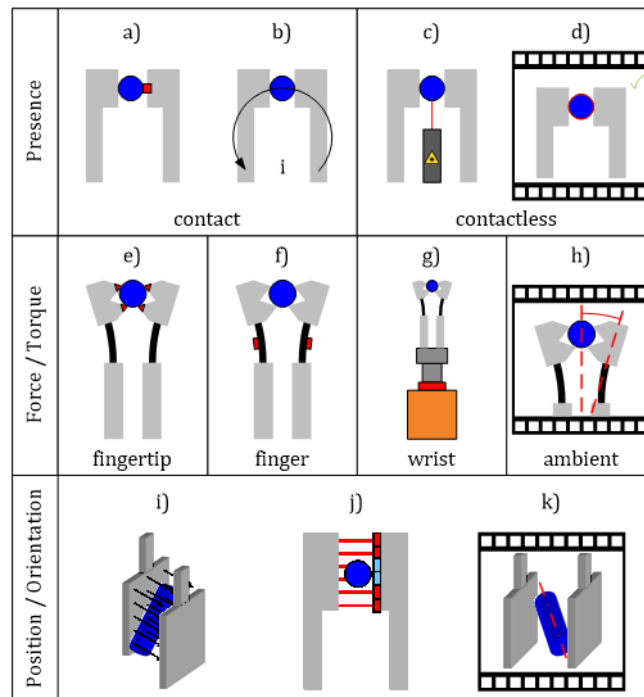 a) b) c) d)
Presence
i
contact contactless
e) f) g) h)
Force / Torque
fingertip finger wrist ambient
i) j) k)
Position / Orientation